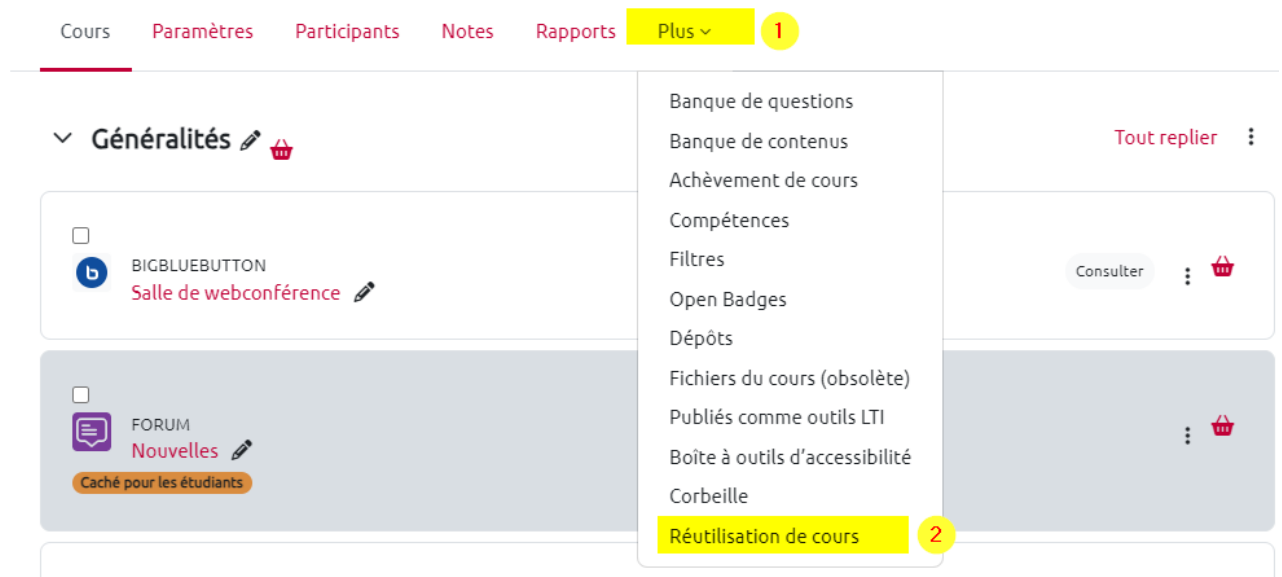 Cours Paramètres Participants Notes Rapports Plus 1
Généralités
Tout replier
BIGBLUEBUTTON
Salle de webconférence
Consulter
FORUM
Nouvelles
Caché pour les étudiants
Banque de questions
Banque de contenus
Achèvement de cours
Compétences
Filtres
Open Badges
Dépôts
Fichiers du cours (obsolète)
Publiés comme outils LTI
Boîte à outils d’accessibilité
Corbeille
Réutilisation de cours 2